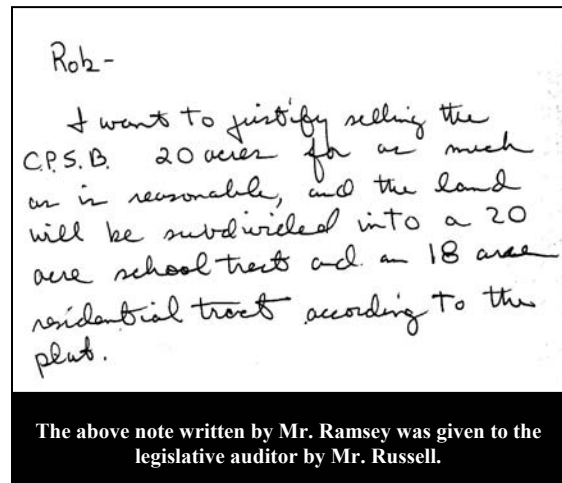 Rob-
I want to justify selling the
C.P.S.B. 20 acres for as much
as is reasonable, and the land
will be subdivided into a 20
acre school tract and an 18 acre
residential tract according to the
plat.
The above note written by Mr. Ramsey was given to the
legislative auditor by Mr. Russell.